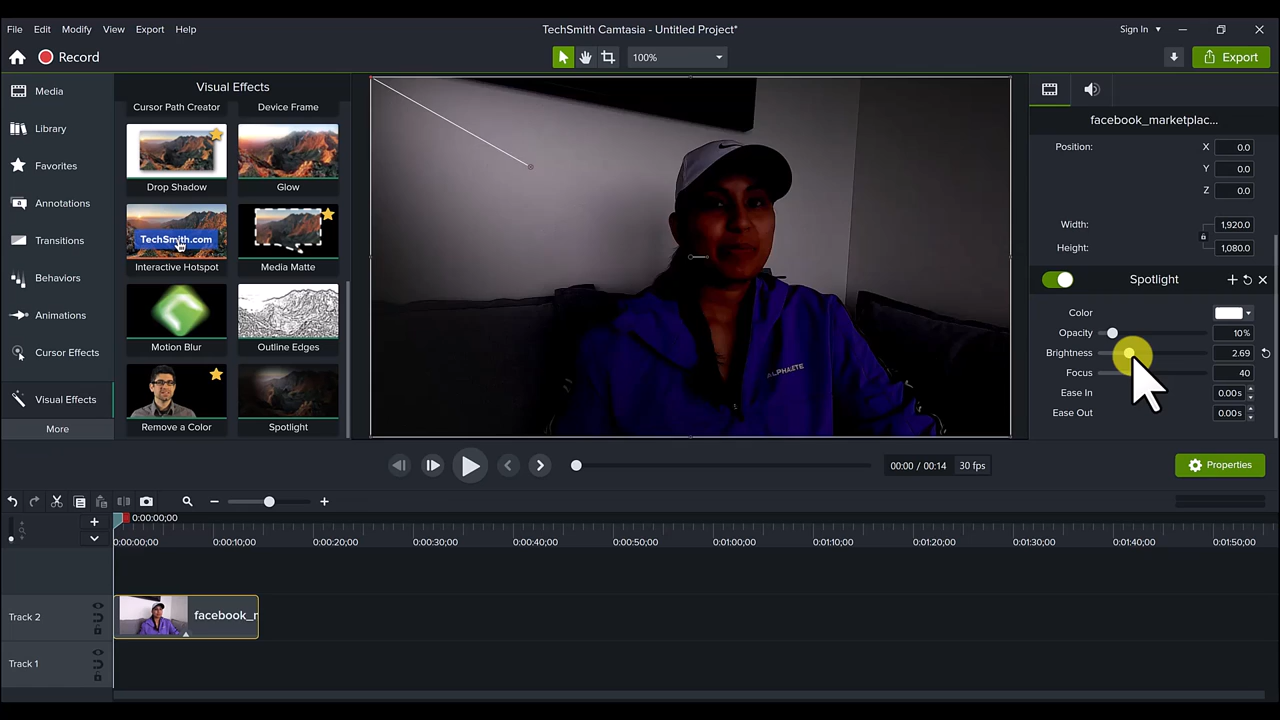 TechSmith Camtasia - Untitled Project*
File Edit Modify View Export Help
Sign In
Record
100%
Export
Media
Library
Favorites
Annotations
Transitions
Behaviors
Animations
Cursor Effects
Visual Effects
More
Visual Effects
Cursor Path Creator Device Frame
Drop Shadow Glow
TechSmith.com
Interactive Hotspot Media Matte
Motion Blur Outline Edges
Remove a Color Spotlight
ALPHALETE
facebook_marketplac...
Position: X 0.0
Y 0.0
Z 0.0
Width: 1,920.0
Height: 1,080.0
Spotlight
Color
Opacity 10%
Brightness 2.69
Focus 40
Ease In 0.00s
Ease Out 0.00s
00:00 / 00:14 30 fps
Properties
0:00:00;00
0:00:00;00 0:00:10;00 0:00:20;00 0:00:30;00 0:00:40;00 0:00:50;00 0:01:00;00 0:01:10;00 0:01:20;00 0:01:30;00 0:01:40;00 0:01:50;00
Track 2
facebook_r
Track 1